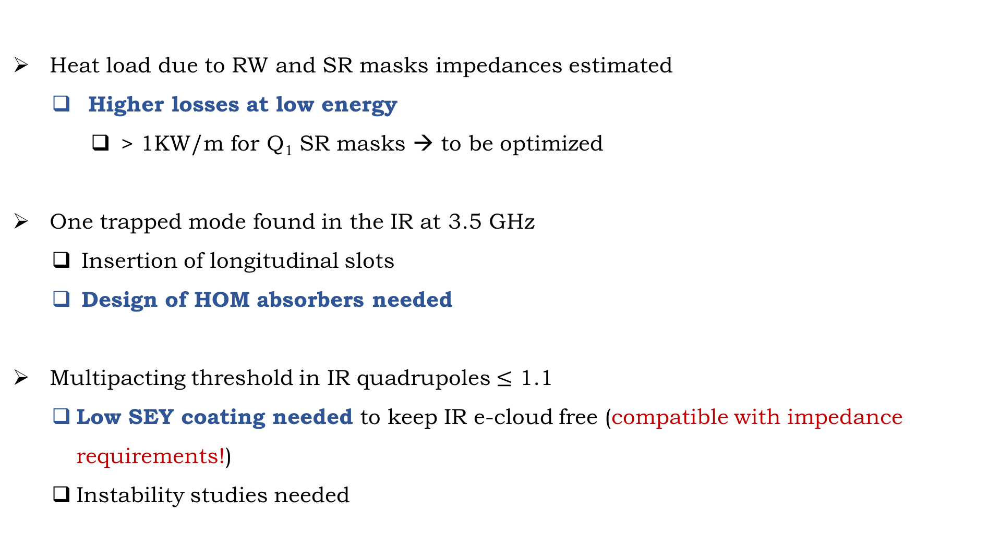 ➢ Heat load due to RW and SR masks impedances estimated
❑ Higher losses at low energy
❑ > 1KW/m for Q₁ SR masks → to be optimized
➢ One trapped mode found in the IR at 3.5 GHz
❑ Insertion of longitudinal slots
❑ Design of HOM absorbers needed
➢ Multipacting threshold in IR quadrupoles ≤ 1.1
❑ Low SEY coating needed to keep IR e-cloud free (compatible with impedance
requirements!)
❑ Instability studies needed